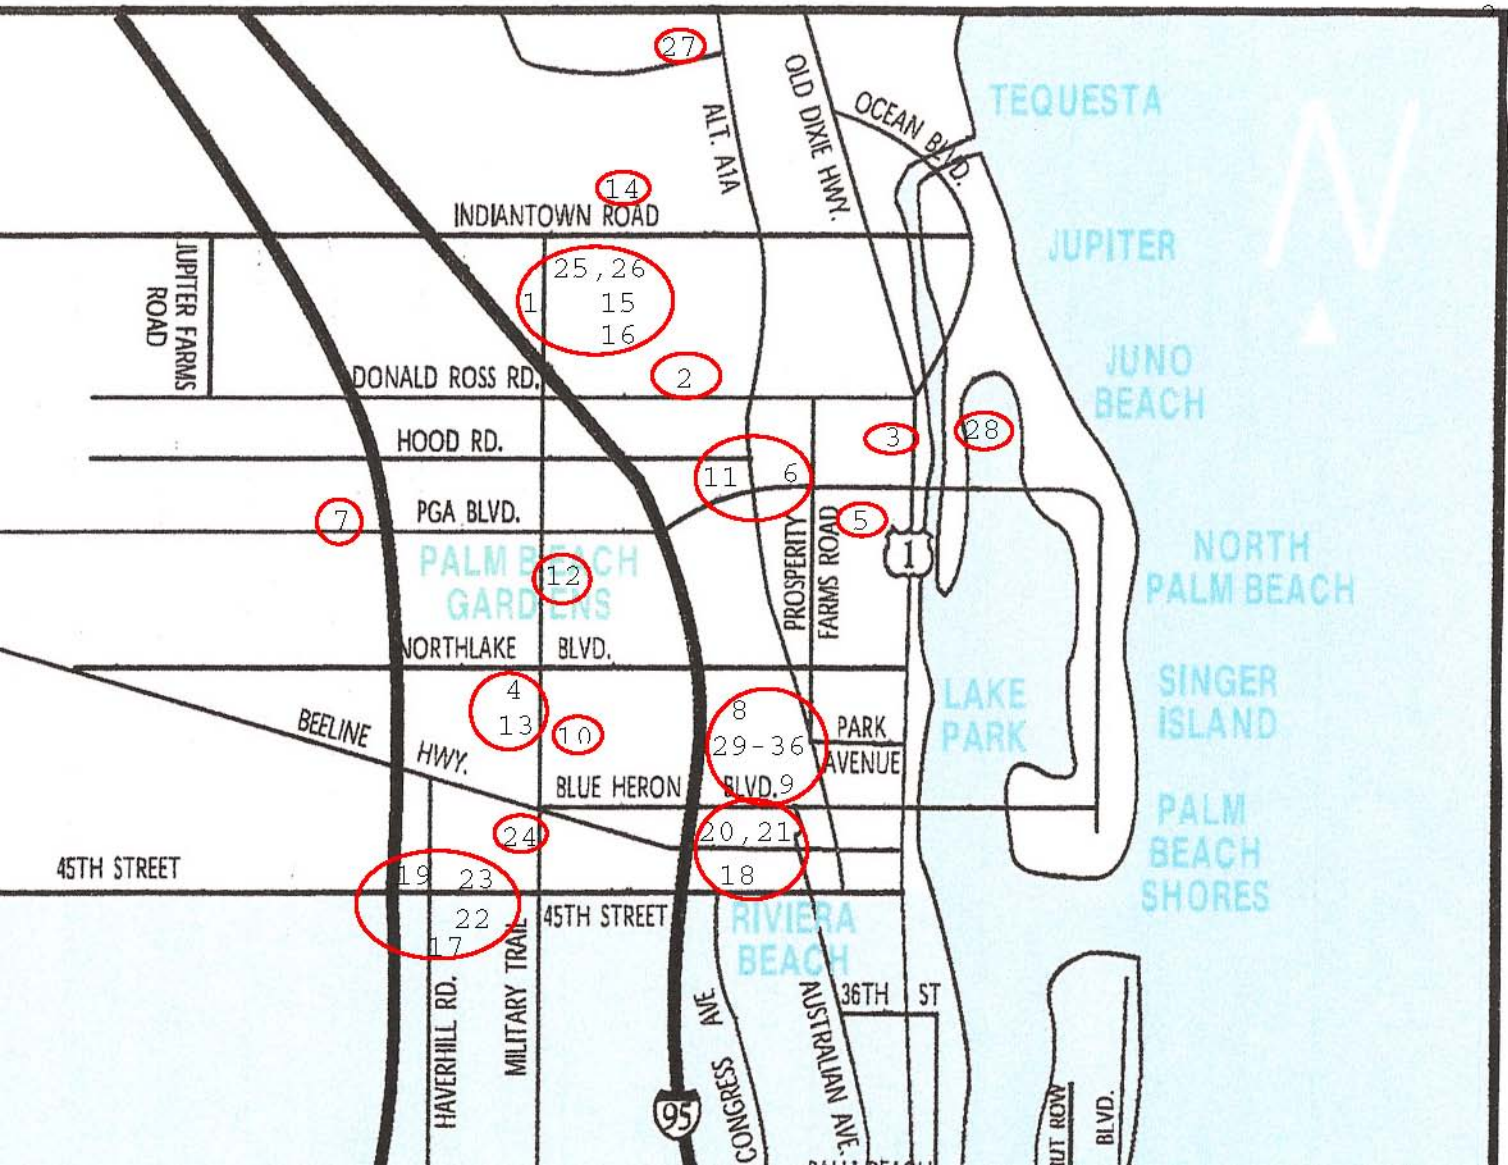 27
TEQUESTA
OLD DIXIE HWY.
OCEAN BLVD.
ALT. A1A
14
INDIANTOWN ROAD
N
JUPITER
JUPITER FARMS
ROAD
25,26
1
15
16
JUNO
BEACH
DONALD ROSS RD.
2
HOOD RD.
3
28
11
6
7
PGA BLVD.
5
PROSPERITY
FARMS ROAD
1
NORTH
PALM BEACH
PALM BEACH
GARDENS
12
NORTHLAKE BLVD.
4
13
10
8
29-36
9
LAKE
PARK
SINGER
ISLAND
PARK
AVENUE
BEELINE HWY.
BLUE HERON BLVD.
PALM
BEACH
SHORES
24
20,21
18
45TH STREET
19
23
22
17
45TH STREET
RIVIERA
BEACH
HAVERHILL RD.
MILITARY TRAIL
95
CONGRESS AVE
AUSTRALIAN AVE.
36TH ST
BLVD.